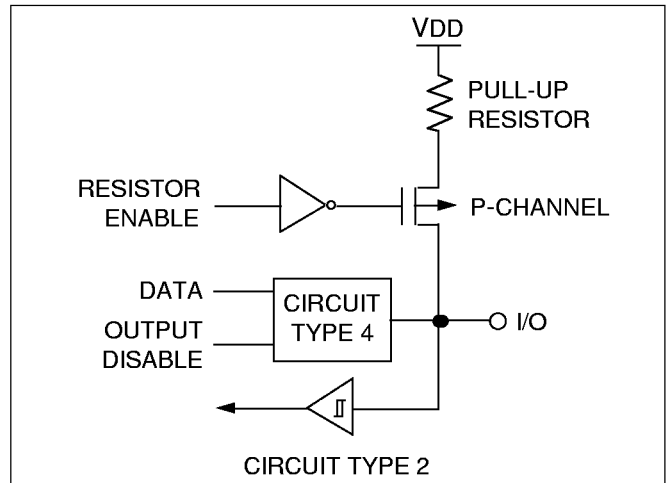 VDD
PULL-UP
RESISTOR
RESISTOR
ENABLE
P-CHANNEL
DATA
OUTPUT
DISABLE
CIRCUIT
TYPE 4
I/O
CIRCUIT TYPE 2